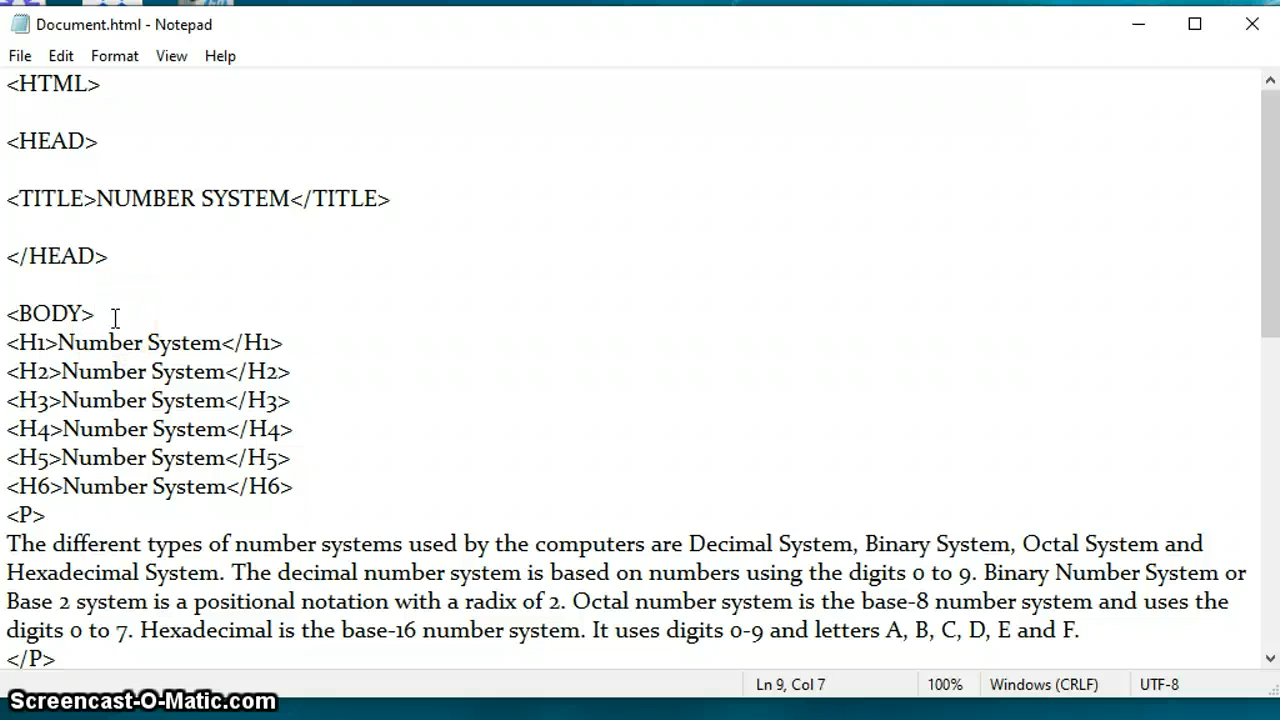 Document.html - Notepad
File Edit Format View Help
<HTML>
<HEAD>
<TITLE>NUMBER SYSTEM</TITLE>
</HEAD>
<BODY>
<H1>Number System</H1>
<H2>Number System</H2>
<H3>Number System</H3>
<H4>Number System</H4>
<H5>Number System</H5>
<H6>Number System</H6>
<P>
The different types of number systems used by the computers are Decimal System, Binary System, Octal System and
Hexadecimal System. The decimal number system is based on numbers using the digits 0 to 9. Binary Number System or
Base 2 system is a positional notation with a radix of 2. Octal number system is the base-8 number system and uses the
digits 0 to 7. Hexadecimal is the base-16 number system. It uses digits 0-9 and letters A, B, C, D, E and F.
</P>
Ln 9, Col 7 100% Windows (CRLF) UTF-8
Screencast-O-Matic.com